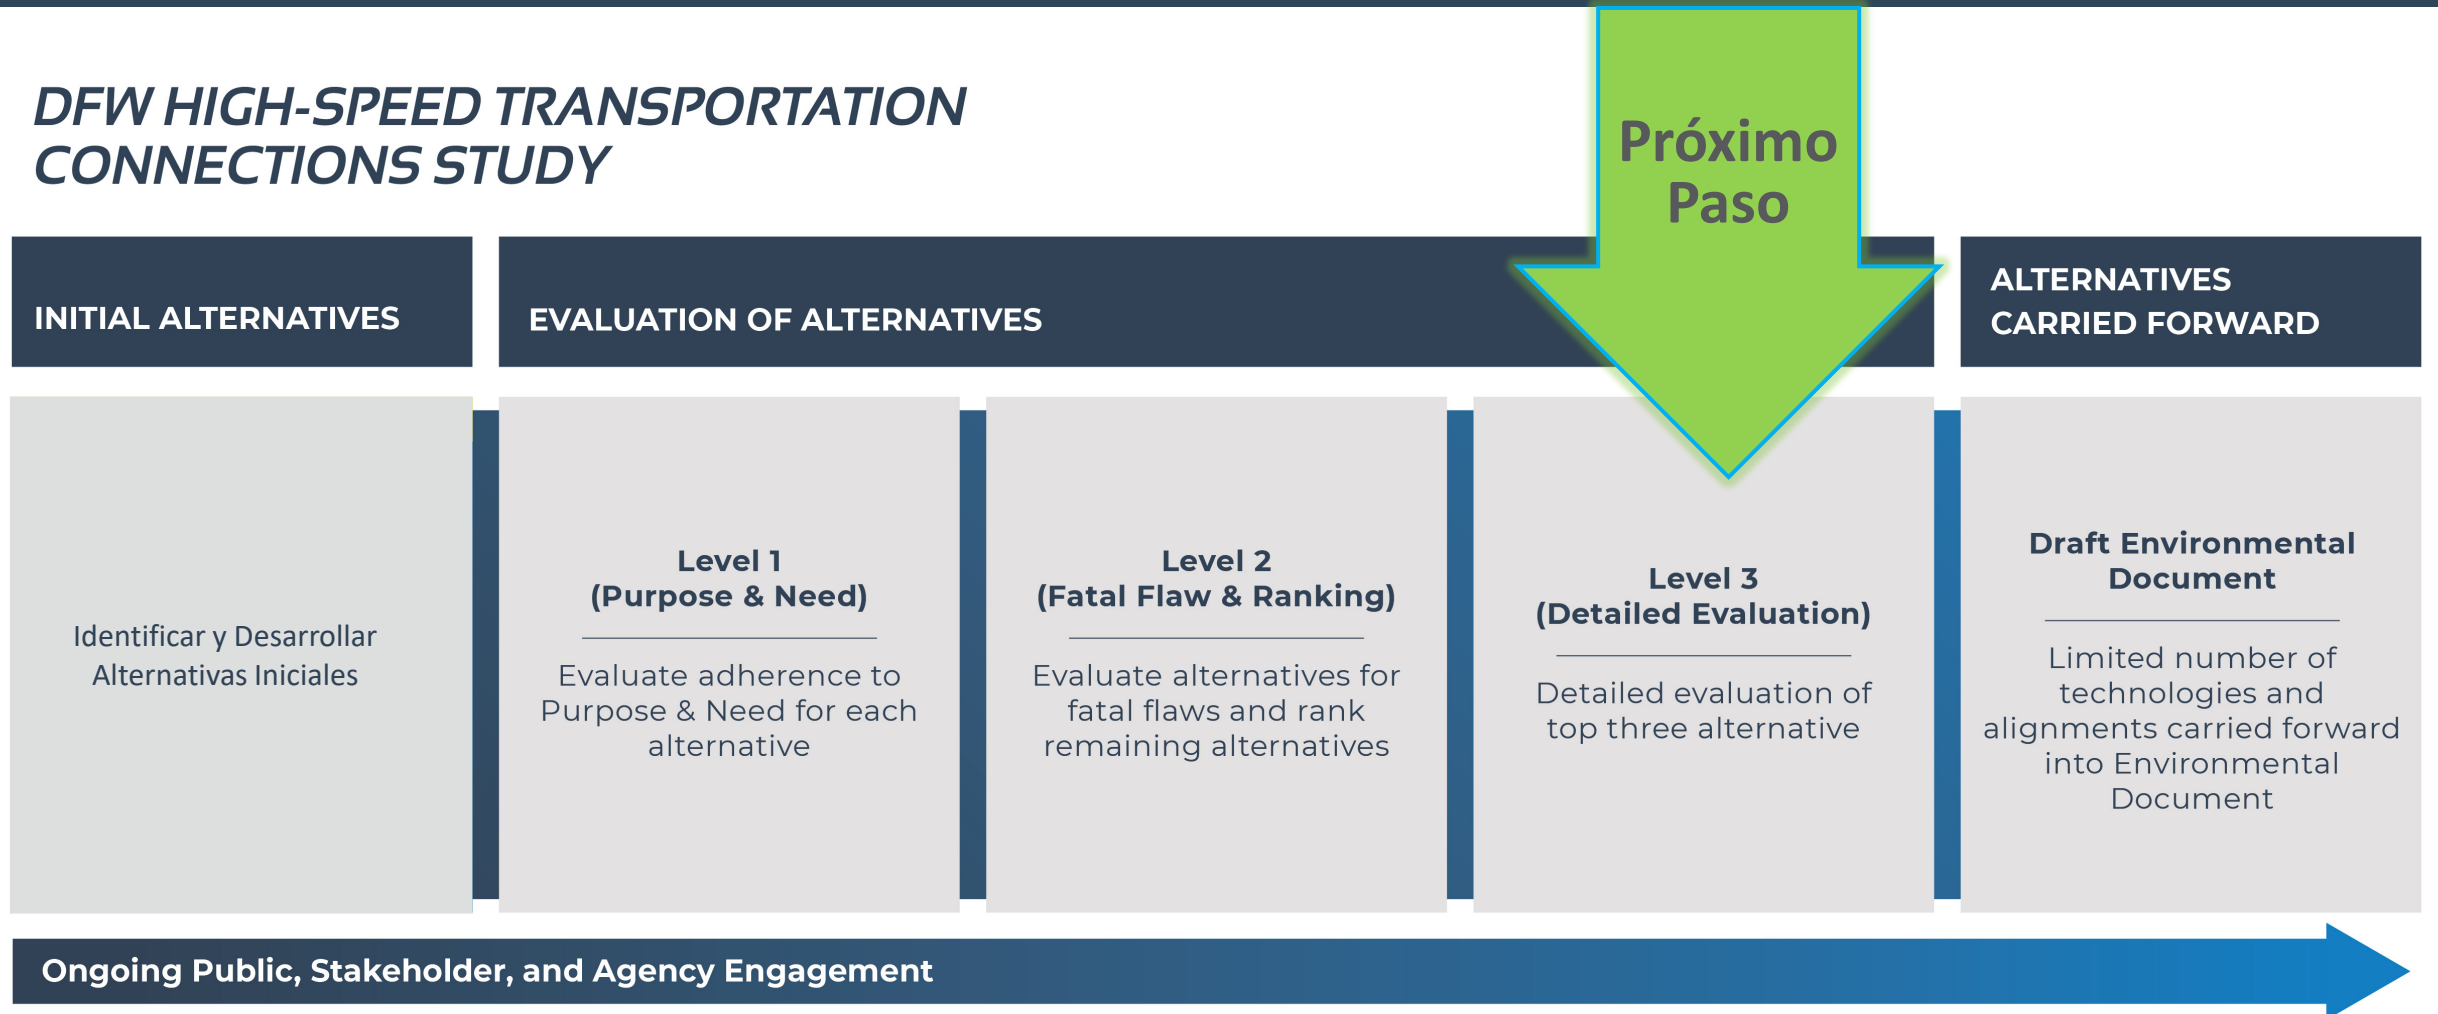 DFW HIGH-SPEED TRANSPORTATION
CONNECTIONS STUDY
Próximo
Paso
INITIAL ALTERNATIVES
EVALUATION OF ALTERNATIVES
ALTERNATIVES
CARRIED FORWARD
Identificar y Desarrollar
Alternativas Iniciales
Level 1
(Purpose & Need)
Evaluate adherence to
Purpose & Need for each
alternative
Level 2
(Fatal Flaw & Ranking)
Evaluate alternatives for
fatal flaws and rank
remaining alternatives
Level 3
(Detailed Evaluation)
Detailed evaluation of
top three alternative
Draft Environmental
Document
Limited number of
technologies and
alignments carried forward
into Environmental
Document
Ongoing Public, Stakeholder, and Agency Engagement